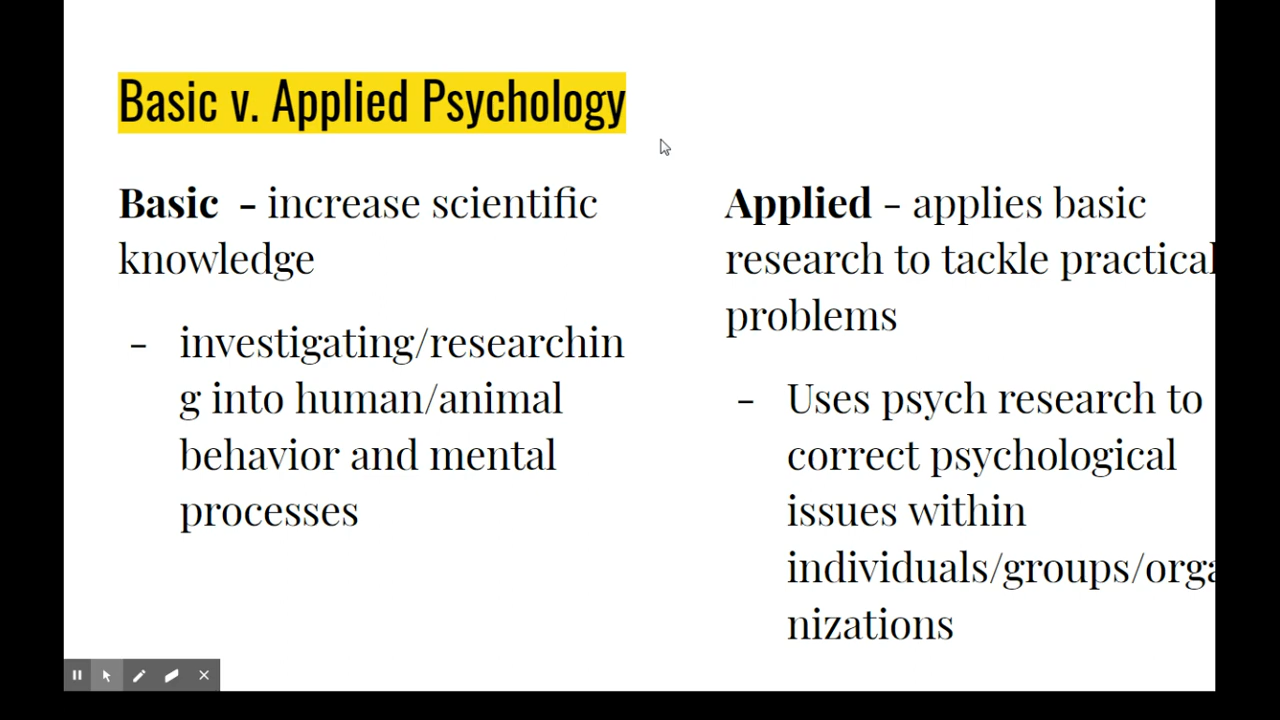 Basic v. Applied Psychology
Basic - increase scientific
knowledge
- investigating/researchin
g into human/animal
behavior and mental
processes
Applied - applies basic
research to tackle practical
problems
- Uses psych research to
correct psychological
issues within
individuals/groups/orga
nizations